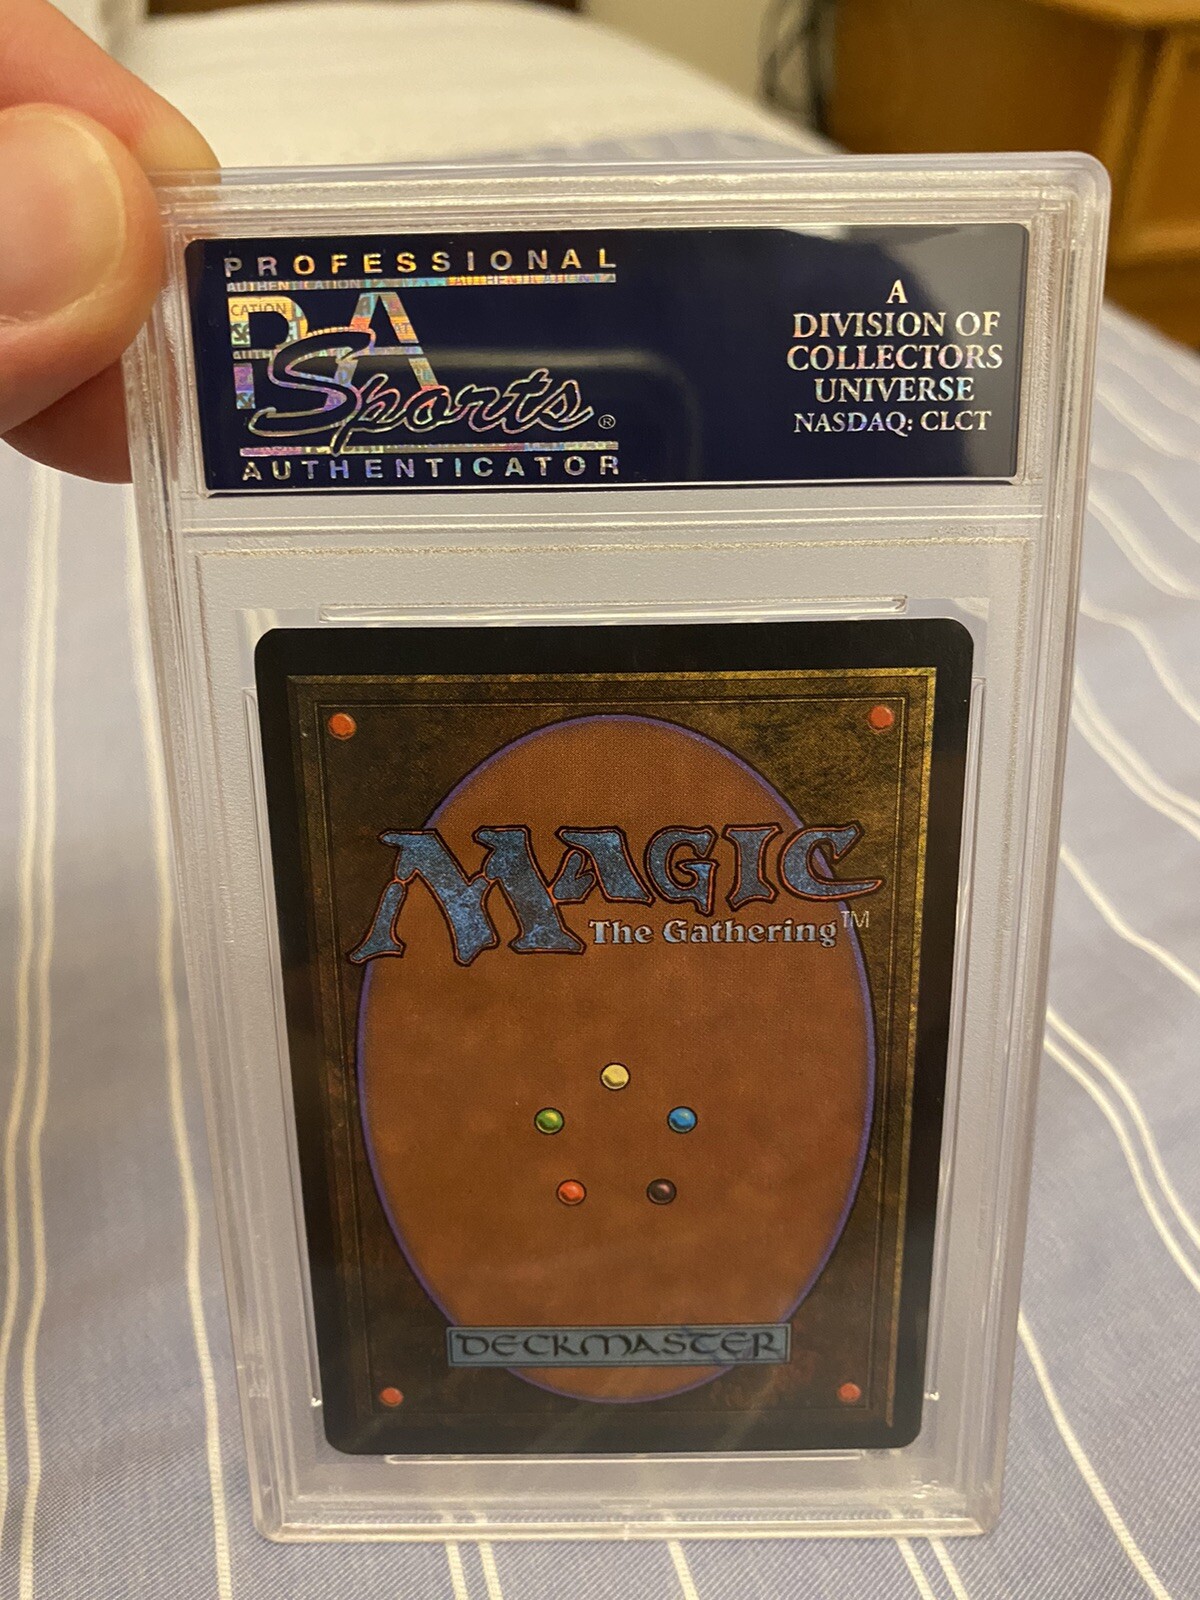 PROFESSIONAL
PSA
Sports®
AUTHENTICATOR
A
DIVISION OF
COLLECTORS
UNIVERSE
NASDAQ: CLCT
MAGIC
The Gathering™
DECKMASTER